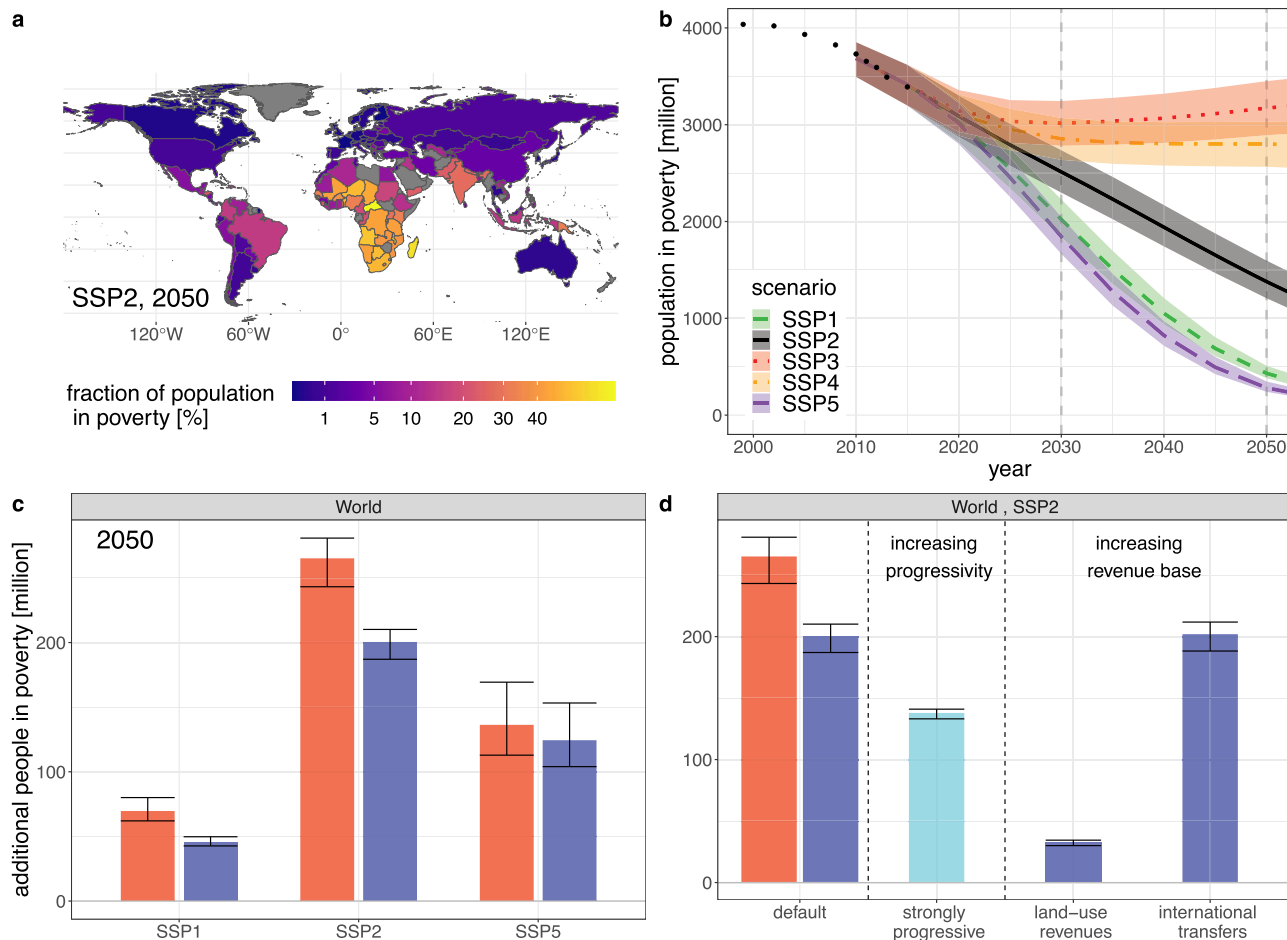 a
SSP2, 2050
120°W 60°W 0° 60°E 120°E
fraction of population
in poverty [%]
1 5 10 20 30 40
b
population in poverty [million]
4000
3000
2000
1000
0
scenario
SSP1
SSP2
SSP3
SSP4
SSP5
2000 2010 2020 2030 2040 2050
year
c
World
2050
additional people in poverty [million]
200
100
0
SSP1 SSP2 SSP5
d
World , SSP2
increasing
progressivity
increasing
revenue base
200
100
0
default
strongly
progressive
land−use
revenues
international
transfers